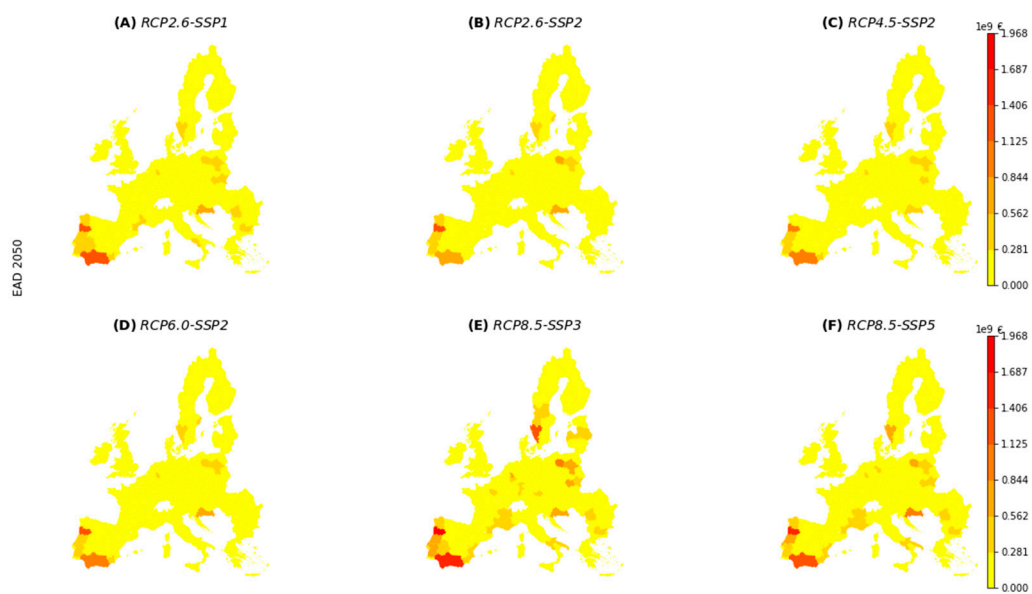 (A) RCP2.6-SSP1
(B) RCP2.6-SSP2
(C) RCP4.5-SSP2
1e9 €
1.968
1.687
1.406
1.125
0.844
0.562
0.281
0.000
EAD 2050
(D) RCP6.0-SSP2
(E) RCP8.5-SSP3
(F) RCP8.5-SSP5
1e9 €
1.968
1.687
1.406
1.125
0.844
0.562
0.281
0.000